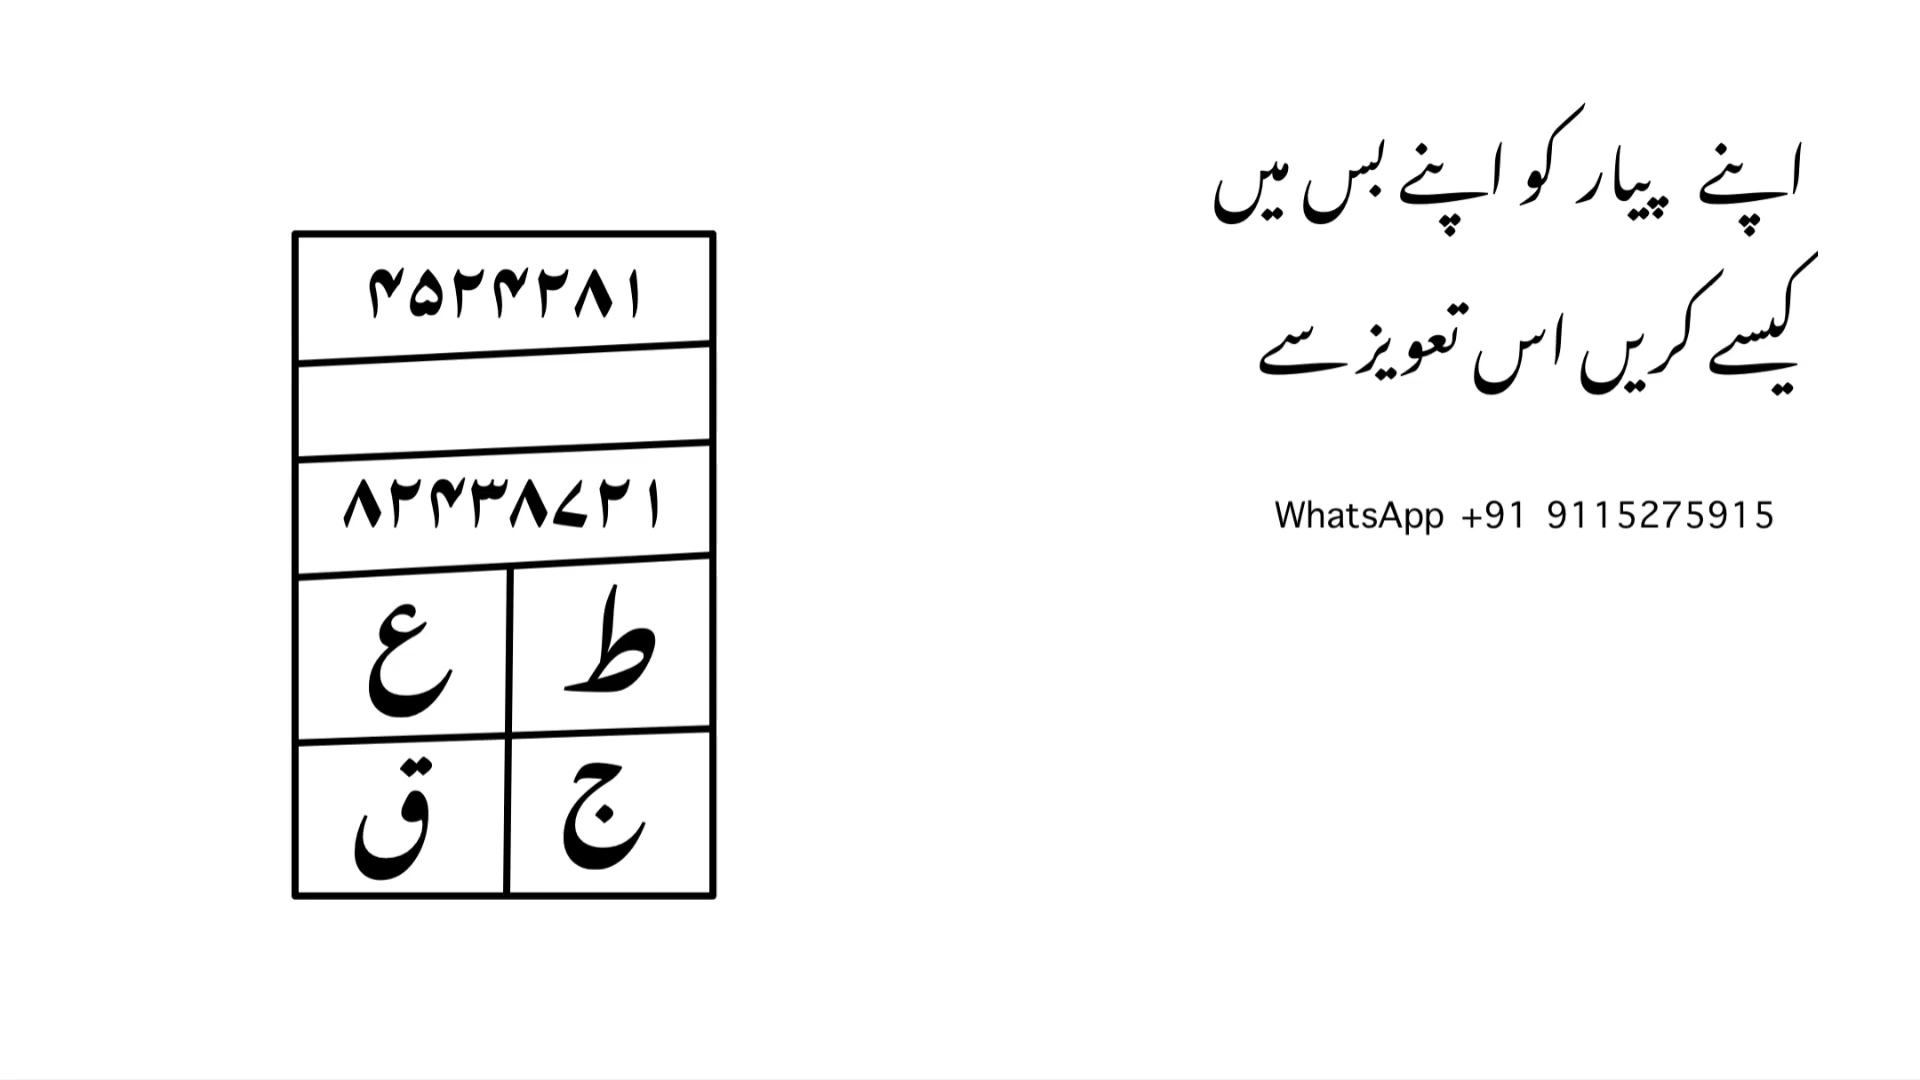 اپنے پیار کو اپنے بس میں
کیسے کریں اس تعویز سے
WhatsApp +91 9115275915
۴۵۲۴۲۸۱
۸۲۴۳۸۷۲۱
ط ع
ج ق